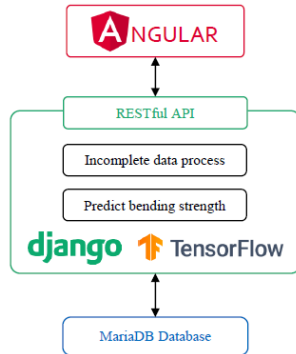 ANGULAR
RESTful API
Incomplete data process
Predict bending strength
django TensorFlow
MariaDB Database